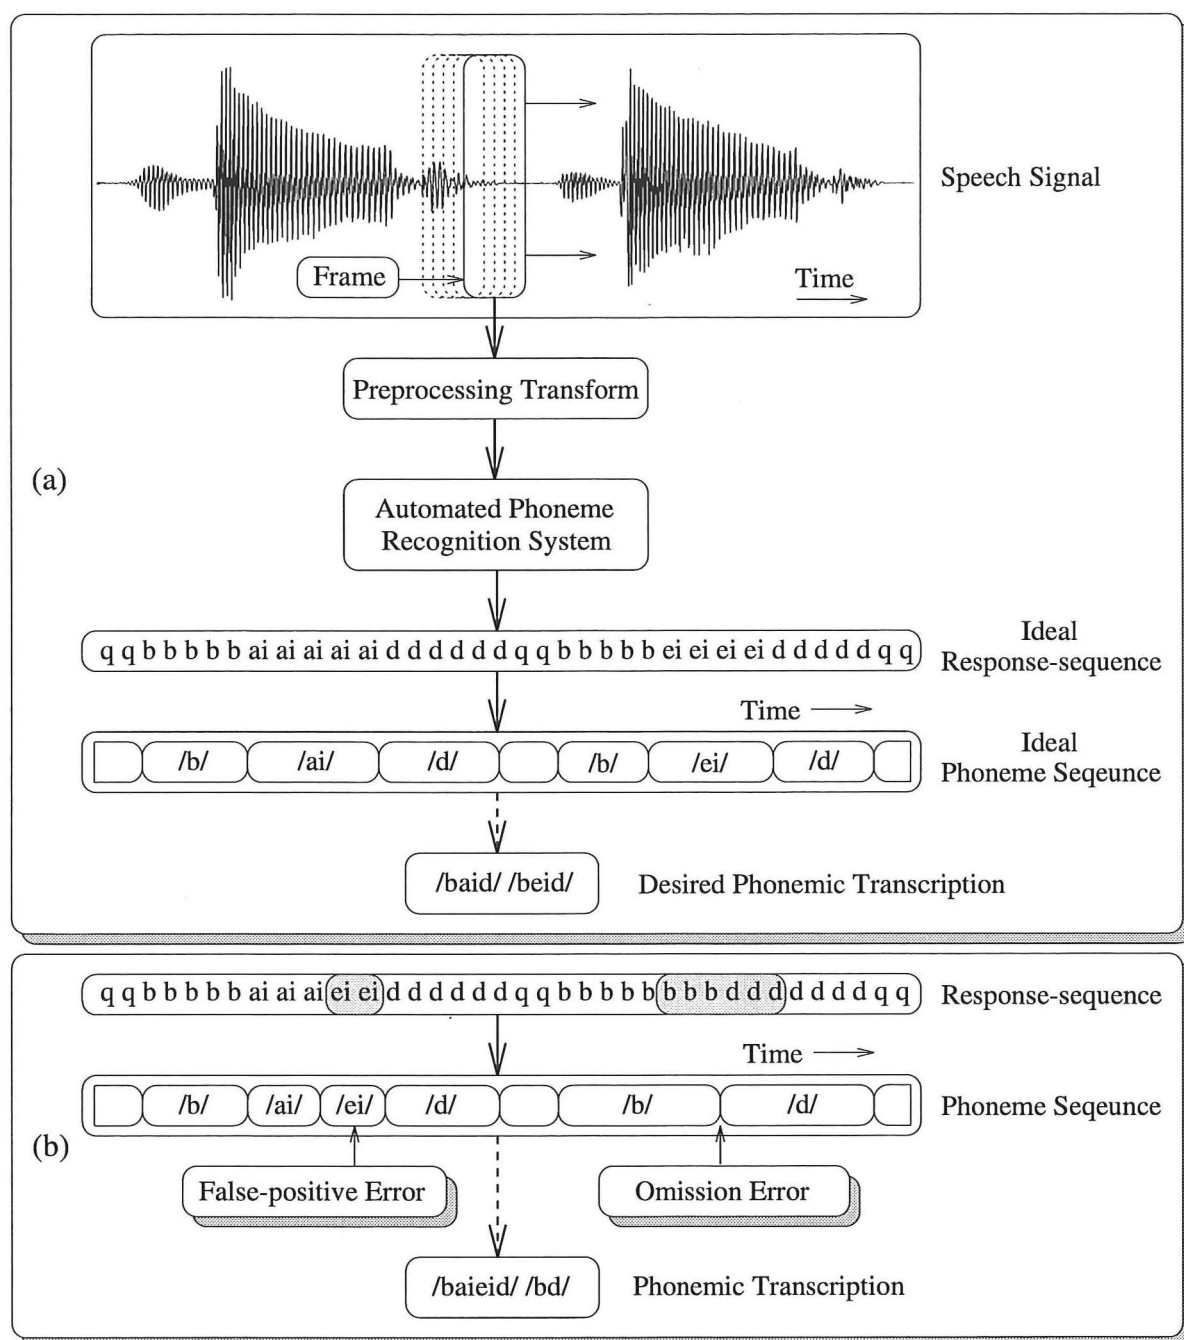 Speech Signal
Frame
Time
Preprocessing Transform
(a)
Automated Phoneme
Recognition System
q q b b b b b ai ai ai ai ai d d d d d d q q b b b b b ei ei ei ei d d d d d q q
Ideal
Response-sequence
Time
/b/ /ai/ /d/ /b/ /ei/ /d/
Ideal
Phoneme Seqeunce
/baid/ /beid/
Desired Phonemic Transcription
q q b b b b b ai ai ai ei ei d d d d d d q q b b b b b b b b d d d d d d d q q
Response-sequence
Time
/b/ /ai/ /ei/ /d/ /b/ /d/
Phoneme Seqeunce
(b)
False-positive Error
Omission Error
/baieid/ /bd/
Phonemic Transcription